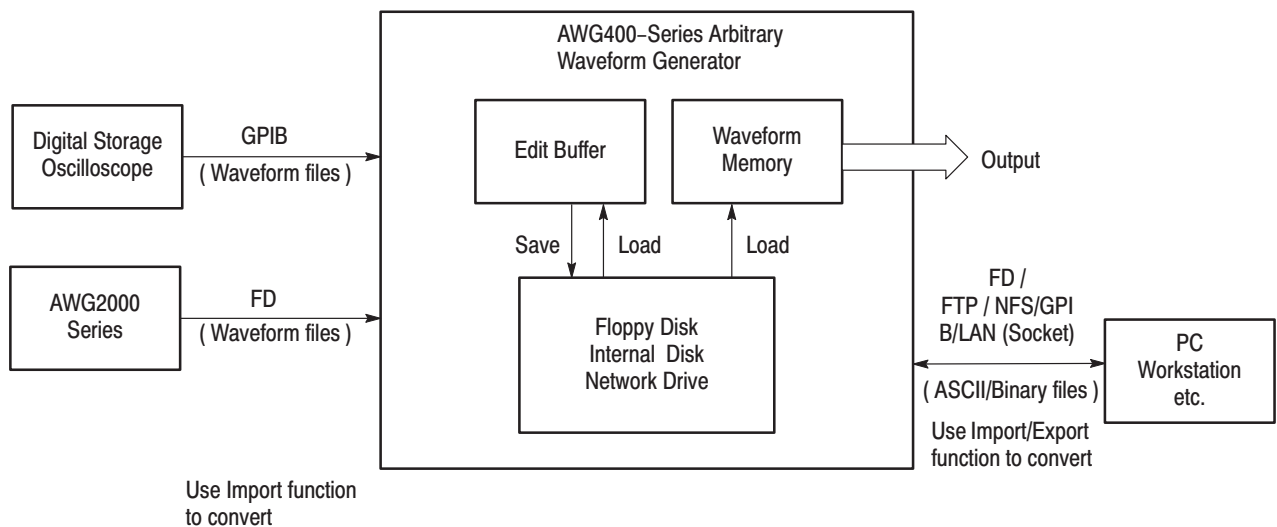 AWG400–Series Arbitrary
Waveform Generator
Digital Storage
Oscilloscope
GPIB
( Waveform files )
Edit Buffer
Waveform
Memory
Output
Save
Load
Load
AWG2000
Series
FD
( Waveform files )
Floppy Disk
Internal Disk
Network Drive
FD /
FTP / NFS/GPI
B/LAN (Socket)
( ASCII/Binary files )
Use Import/Export
function to convert
PC
Workstation
etc.
Use Import function
to convert